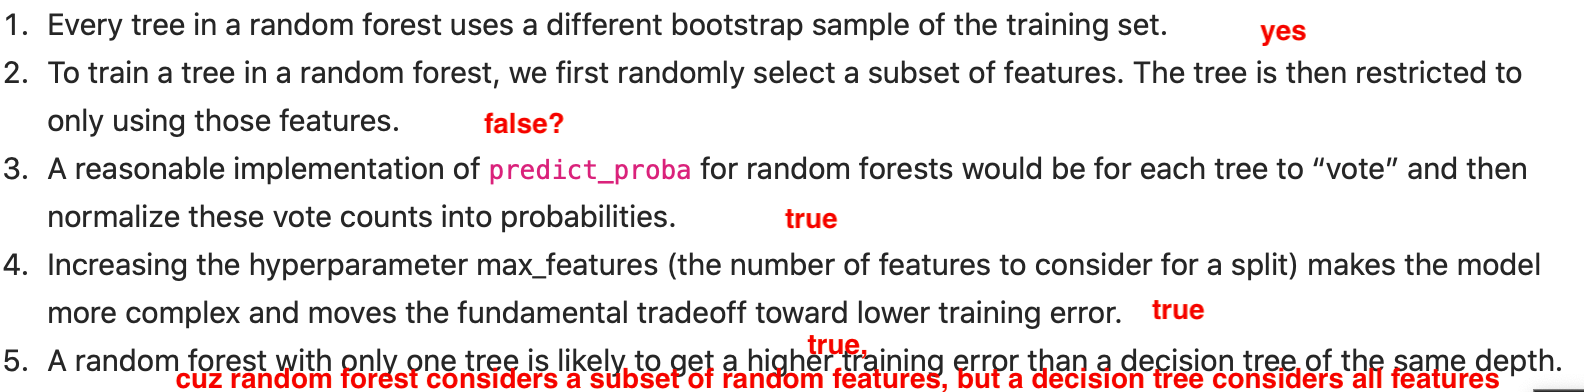 1. Every tree in a random forest uses a different bootstrap sample of the training set. yes
2. To train a tree in a random forest, we first randomly select a subset of features. The tree is then restricted to
only using those features. false?
3. A reasonable implementation of predict_proba for random forests would be for each tree to “vote” and then
normalize these vote counts into probabilities. true
4. Increasing the hyperparameter max_features (the number of features to consider for a split) makes the model
more complex and moves the fundamental tradeoff toward lower training error. true
true,
5. A random forest with only one tree is likely to get a higher training error than a decision tree of the same depth.
cuz random forest considers a subset of random features, but a decision tree considers all features